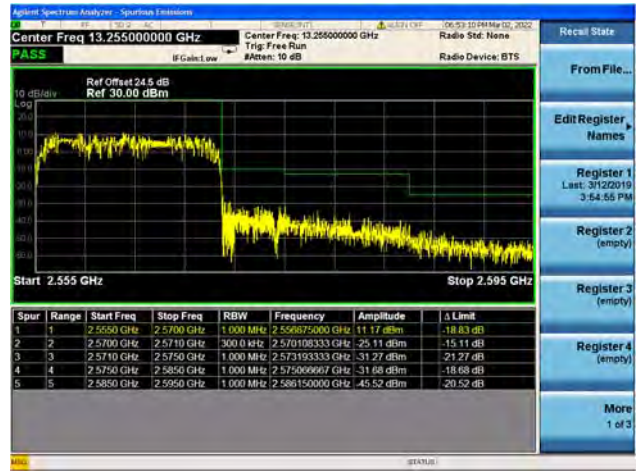 Agilent Spectrum Analyzer - Spurious Emissions
06:53:10 PM Mar 02, 2022
Center Freq 13.255000000 GHz
Center Freq: 13.255000000 GHz
Radio Std: None
Trig: Free Run
PASS
IFGain:Low
#Atten: 10 dB
Radio Device: BTS
Ref Offset 24.5 dB
10 dB/div
Ref 30.00 dBm
Log
Start 2.555 GHz
Stop 2.595 GHz
Spur Range Start Freq Stop Freq RBW Frequency Amplitude Δ Limit
1 1 2.5550 GHz 2.5700 GHz 1.000 MHz 2.556675000 GHz 11.17 dBm -18.83 dB
2 2 2.5700 GHz 2.5710 GHz 300.0 kHz 2.570108333 GHz -25.11 dBm -15.11 dB
3 3 2.5710 GHz 2.5750 GHz 1.000 MHz 2.573193333 GHz -31.27 dBm -21.27 dB
4 4 2.5750 GHz 2.5850 GHz 1.000 MHz 2.575066667 GHz -31.68 dBm -18.68 dB
5 5 2.5850 GHz 2.5950 GHz 1.000 MHz 2.586150000 GHz -45.52 dBm -20.52 dB
MSG
STATUS
Recall State
From File...
Edit Register
Names
Register 1
Last: 3/12/2019
3:54:55 PM
Register 2
(empty)
Register 3
(empty)
Register 4
(empty)
More
1 of 3